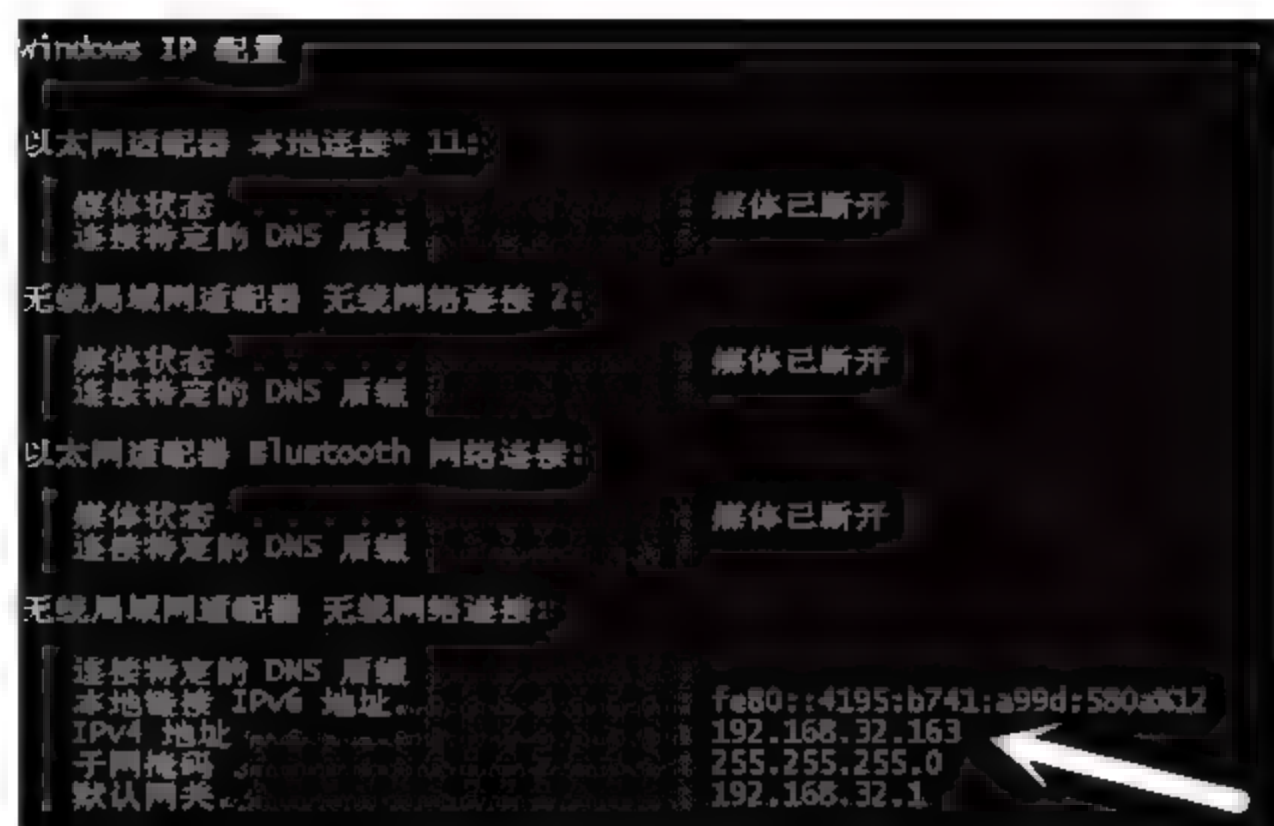 Windows IP 配置
以太网适配器 本地连接* 11:
媒体状态 . . . . . 媒体已断开
连接特定的 DNS 后缀
无线局域网适配器 无线网络连接 2:
媒体状态 . . . . . 媒体已断开
连接特定的 DNS 后缀
以太网适配器 Bluetooth 网络连接:
媒体状态 . . . . . 媒体已断开
连接特定的 DNS 后缀
无线局域网适配器 无线网络连接:
连接特定的 DNS 后缀
本地链接 IPv6 地址 fe80::4195:b741:a99d:580a%12
IPv4 地址 192.168.32.163
子网掩码 255.255.255.0
默认网关 192.168.32.1